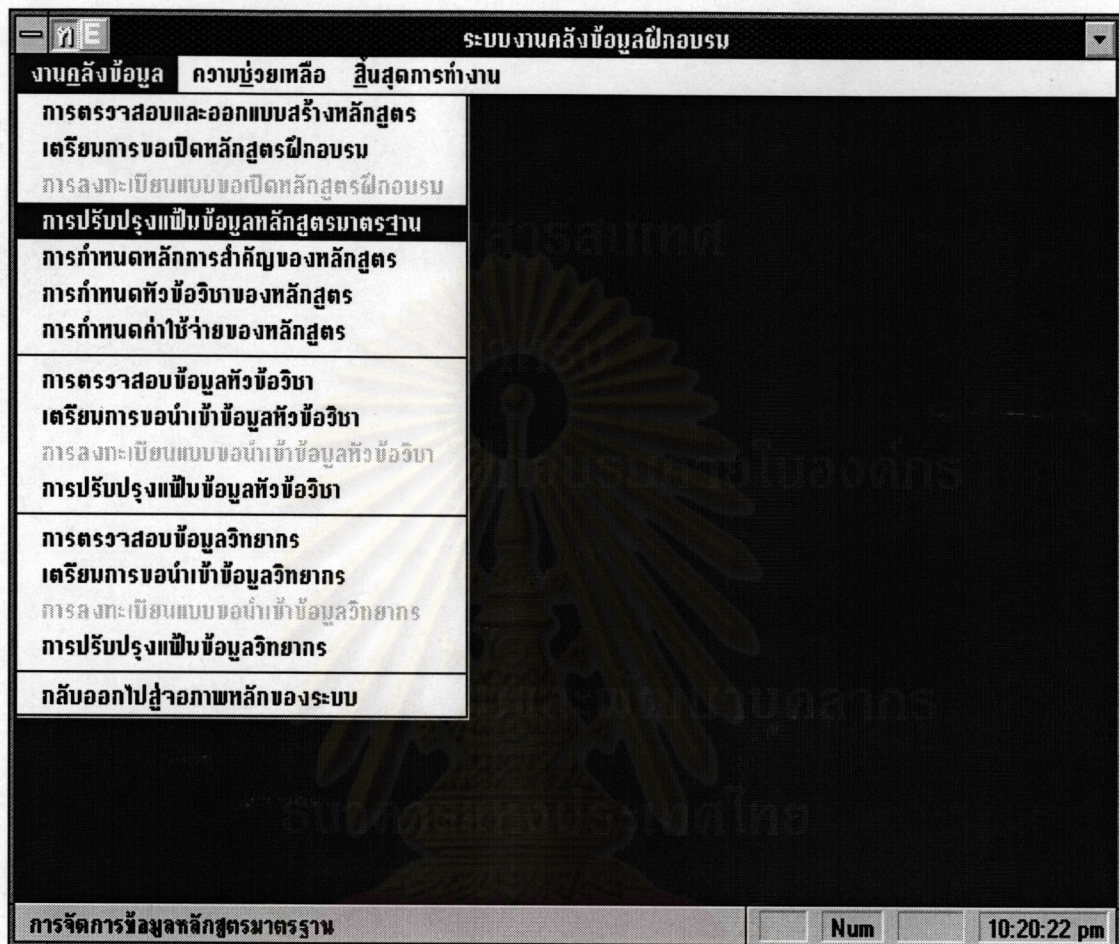 ก E
ระบบงานคลังข้อมูลฝึกอบรม
งานคลังข้อมูล ความช่วยเหลือ สิ้นสุดการทำงาน
การตรวจสอบและออกแบบสร้างหลักสูตร
เตรียมการขอเปิดหลักสูตรฝึกอบรม
การลงทะเบียนแบบขอเปิดหลักสูตรฝึกอบรม
การปรับปรุงแฟ้มข้อมูลหลักสูตรมาตรฐาน
การกำหนดหลักการสำคัญของหลักสูตร
การกำหนดหัวข้อวิชาของหลักสูตร
การกำหนดค่าใช้จ่ายของหลักสูตร
การตรวจสอบข้อมูลหัวข้อวิชา
เตรียมการขอนำเข้าข้อมูลหัวข้อวิชา
การลงทะเบียนแบบขอนำเข้าข้อมูลหัวข้อวิชา
การปรับปรุงแฟ้มข้อมูลหัวข้อวิชา
การตรวจสอบข้อมูลวิทยากร
เตรียมการขอนำเข้าข้อมูลวิทยากร
การลงทะเบียนแบบขอนำเข้าข้อมูลวิทยากร
การปรับปรุงแฟ้มข้อมูลวิทยากร
กลับออกไปสู่จอภาพหลักของระบบ
การจัดการข้อมูลหลักสูตรมาตรฐาน Num 10:20:22 pm